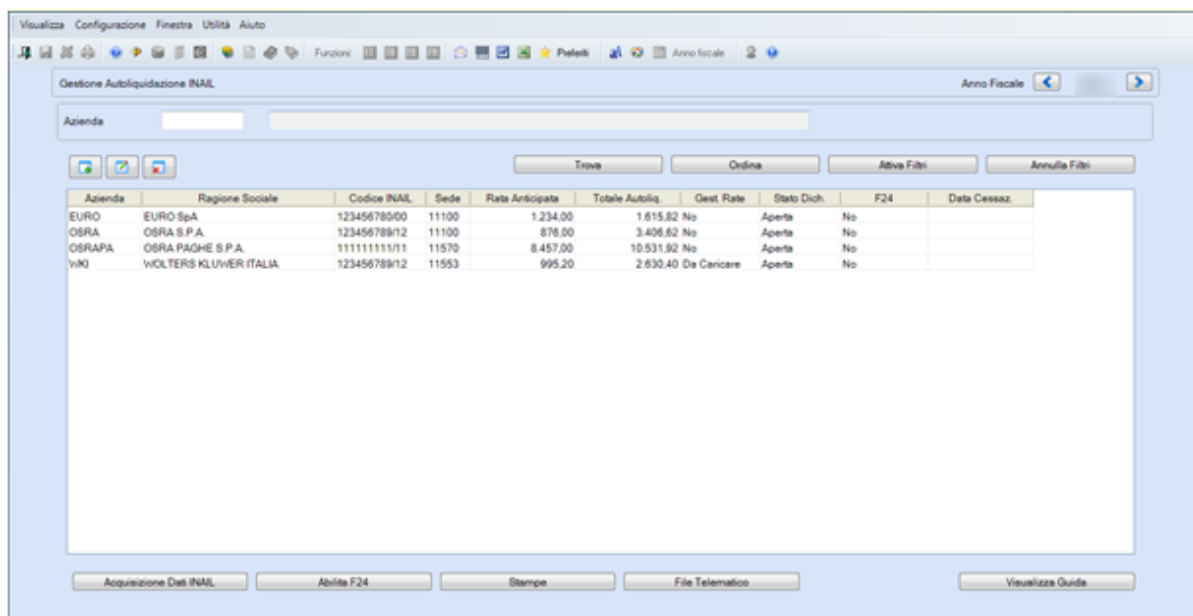 Visualizza Configurazione Finestra Utilità Aiuto
Funzioni Preferiti Anno fiscale
Gestione Autoliquidazione INAIL Anno Fiscale
Azienda
Trova Ordina Attiva Filtri Annulla Filtri
Azienda Ragione Sociale Codice INAIL Sede Rata Anticipata Totale Autoliq. Gest. Rate Stato Dich. F24 Data Cessaz.
EURO EURO SpA 123456780/00 11100 1.234,00 1.615,82 No Aperta No
OSRA OSRA S.P.A. 123456789/12 11100 876,00 3.406,62 No Aperta No
OSRAPA OSRA PAGHE S.P.A. 111111111/11 11570 8.457,00 10.531,92 No Aperta No
WKI WOLTERS KLUWER ITALIA 123456789/12 11553 995,20 2.630,40 Da Caricare Aperta No
Acquisizione Dati INAIL Abilita F24 Stampe File Telematico Visualizza Guida